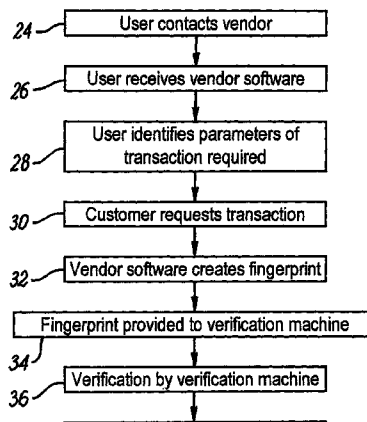 24
User contacts vendor
26
User receives vendor software
28
User identifies parameters of
transaction required
30
Customer requests transaction
32
Vendor software creates fingerprint
Fingerprint provided to verification machine
34
Verification by verification machine
36